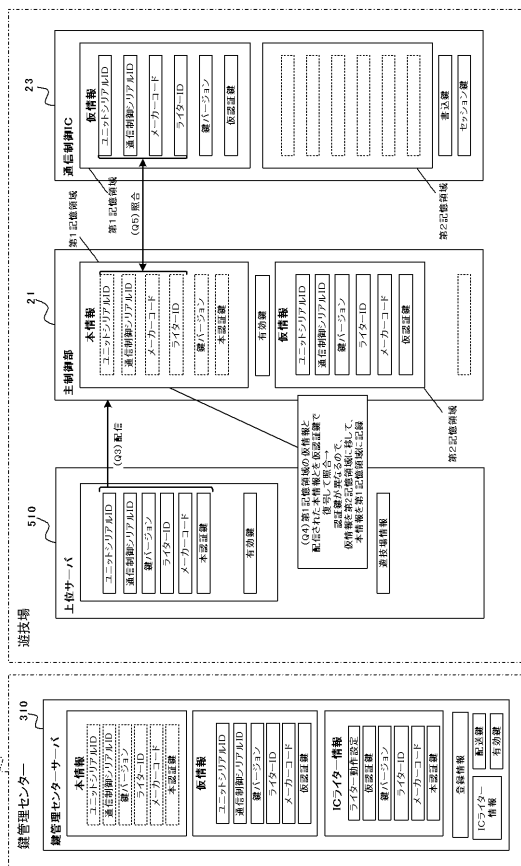 遊技場
23
通信制御IC
仮情報
ユニットシリアルID
通信制御シリアルID
メーカーコード
ライターID
鍵バージョン
仮認証鍵
書込鍵
セッション鍵
第1記憶領域
第2記憶領域
(Q5)照合
第1記憶領域
21
主制御部
本情報
ユニットシリアルID
通信制御シリアルID
メーカーコード
ライターID
鍵バージョン
本認証鍵
有効鍵
仮情報
ユニットシリアルID
通信制御シリアルID
鍵バージョン
ライターID
メーカーコード
仮認証鍵
第2記憶領域
(Q3)配信
(Q4)第1記憶領域の仮情報と
配信された本情報とを仮認証鍵で
復号して照合→
認証鍵が異なるので、
仮情報を第2記憶領域に移して、
本情報を第1記憶領域に記録
510
上位サーバ
ユニットシリアルID
通信制御シリアルID
鍵バージョン
ライターID
メーカーコード
本認証鍵
有効鍵
遊技場情報
鍵管理センター
310
鍵管理センターサーバ
本情報
ユニットシリアルID
通信制御シリアルID
鍵バージョン
ライターID
メーカーコード
本認証鍵
仮情報
ユニットシリアルID
通信制御シリアルID
鍵バージョン
ライターID
メーカーコード
仮認証鍵
ICライター情報
ライター動作設定
仮認証鍵
鍵バージョン
ライターID
メーカーコード
本認証鍵
登録情報
ICライター
情報
配送鍵
有効鍵